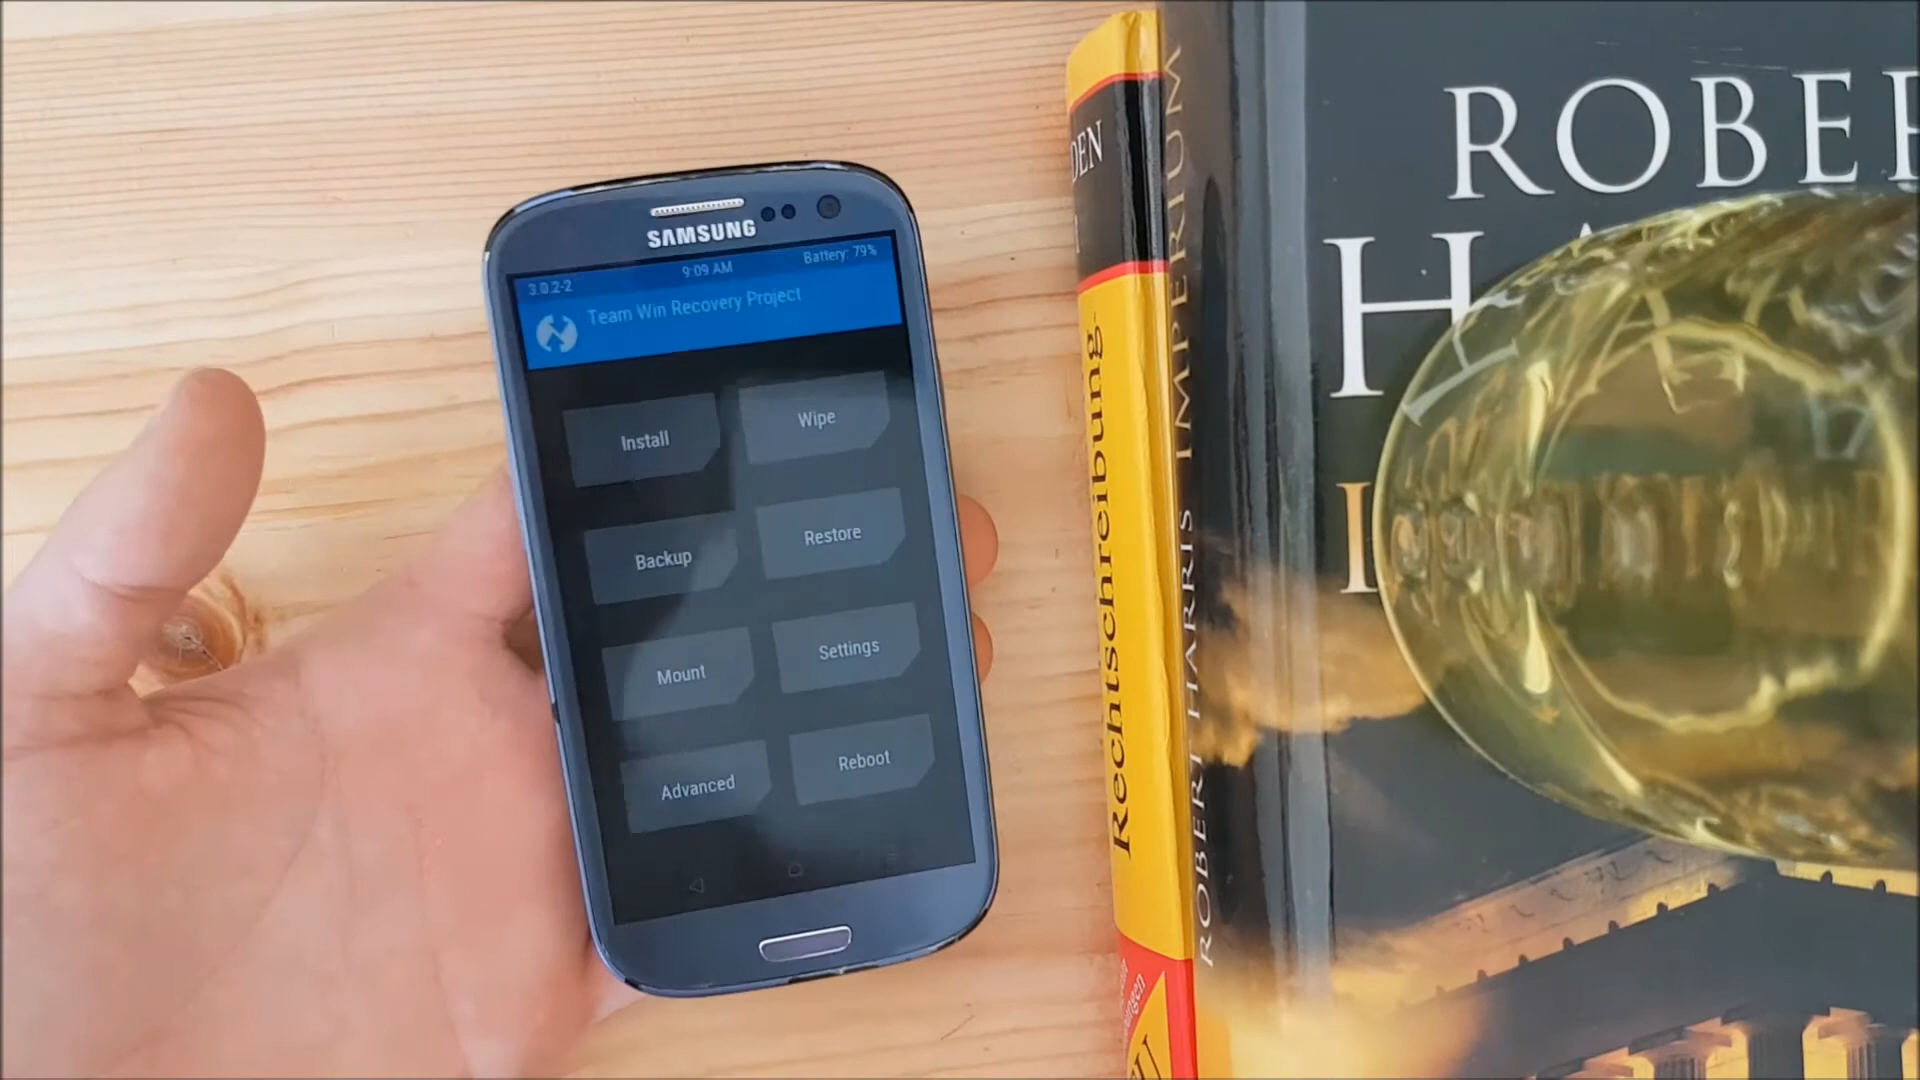 SAMSUNG
3.0.2-2
9:09 AM
Battery: 79%
Team Win Recovery Project
Install
Wipe
Backup
Restore
Mount
Settings
Advanced
Reboot
DEN
Rechtschreibung
ROBERT HARRIS IMPERIUM
ROBER
H
I